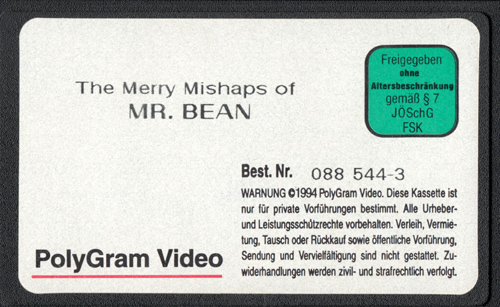 The Merry Mishaps of
MR. BEAN
Freigegeben
ohne
Altersbeschränkung
gemäß § 7
JÖSchG
FSK
Best. Nr. 088 544-3
WARNUNG ©1994 PolyGram Video. Diese Kassette ist
nur für private Vorführungen bestimmt. Alle Urheber-
und Leistungsschützrechte vorbehalten. Verleih, Vermie-
tung, Tausch oder Rückkauf sowie öffentliche Vorführung,
Sendung und Vervielfältigung sind nicht gestattet. Zu-
widerhandlungen werden zivil- und strafrechtlich verfolgt.
PolyGram Video